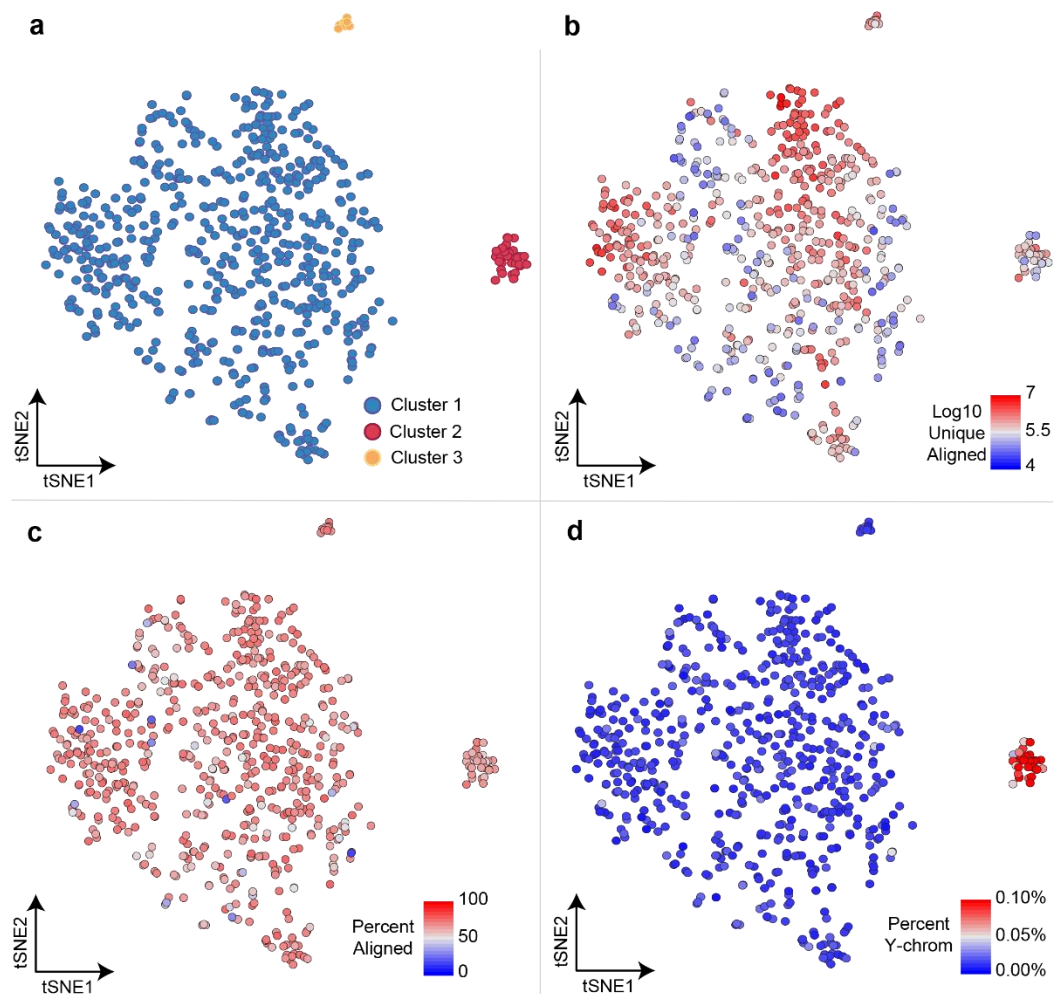 a
b
Cluster 1
Cluster 2
Cluster 3
tSNE2
tSNE1
Log10
Unique
Aligned
7
5.5
4
tSNE2
tSNE1
c
d
Percent
Aligned
100
50
0
tSNE2
tSNE1
Percent
Y-chrom
0.10%
0.05%
0.00%
tSNE2
tSNE1